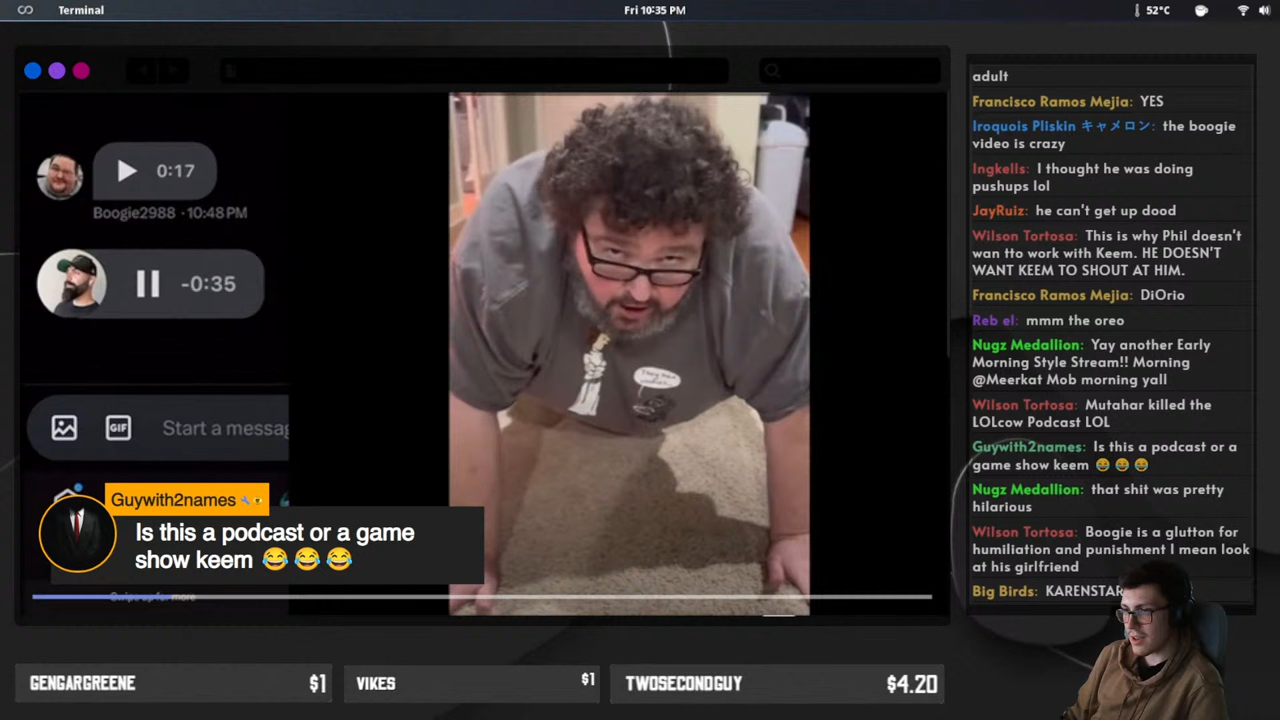 Terminal
Fri 10:35 PM
52°C
0:17
Boogie2988 · 10:48 PM
-0:35
GIF
Start a messag
Guywith2names
Is this a podcast or a game
show keem 😂 😂 😂
Swipe up for more
adult
Francisco Ramos Mejia: YES
Iroquois Pliskin キャメロン: the boogie
video is crazy
Ingkells: I thought he was doing
pushups lol
JayRuiz: he can't get up dood
Wilson Tortosa: This is why Phil doesn't
wan tto work with Keem. HE DOESN'T
WANT KEEM TO SHOUT AT HIM.
Francisco Ramos Mejia: DiOrio
Reb el: mmm the oreo
Nugz Medallion: Yay another Early
Morning Style Stream!! Morning
@Meerkat Mob morning yall
Wilson Tortosa: Mutahar killed the
LOLcow Podcast LOL
Guywith2names: Is this a podcast or a
game show keem 😂 😂 😂
Nugz Medallion: that shit was pretty
hilarious
Wilson Tortosa: Boogie is a glutton for
humiliation and punishment I mean look
at his girlfriend
Big Birds: KARENSTAR
GENGARGREENE $1
VIKES $1
TWOSECONDGUY $4.20